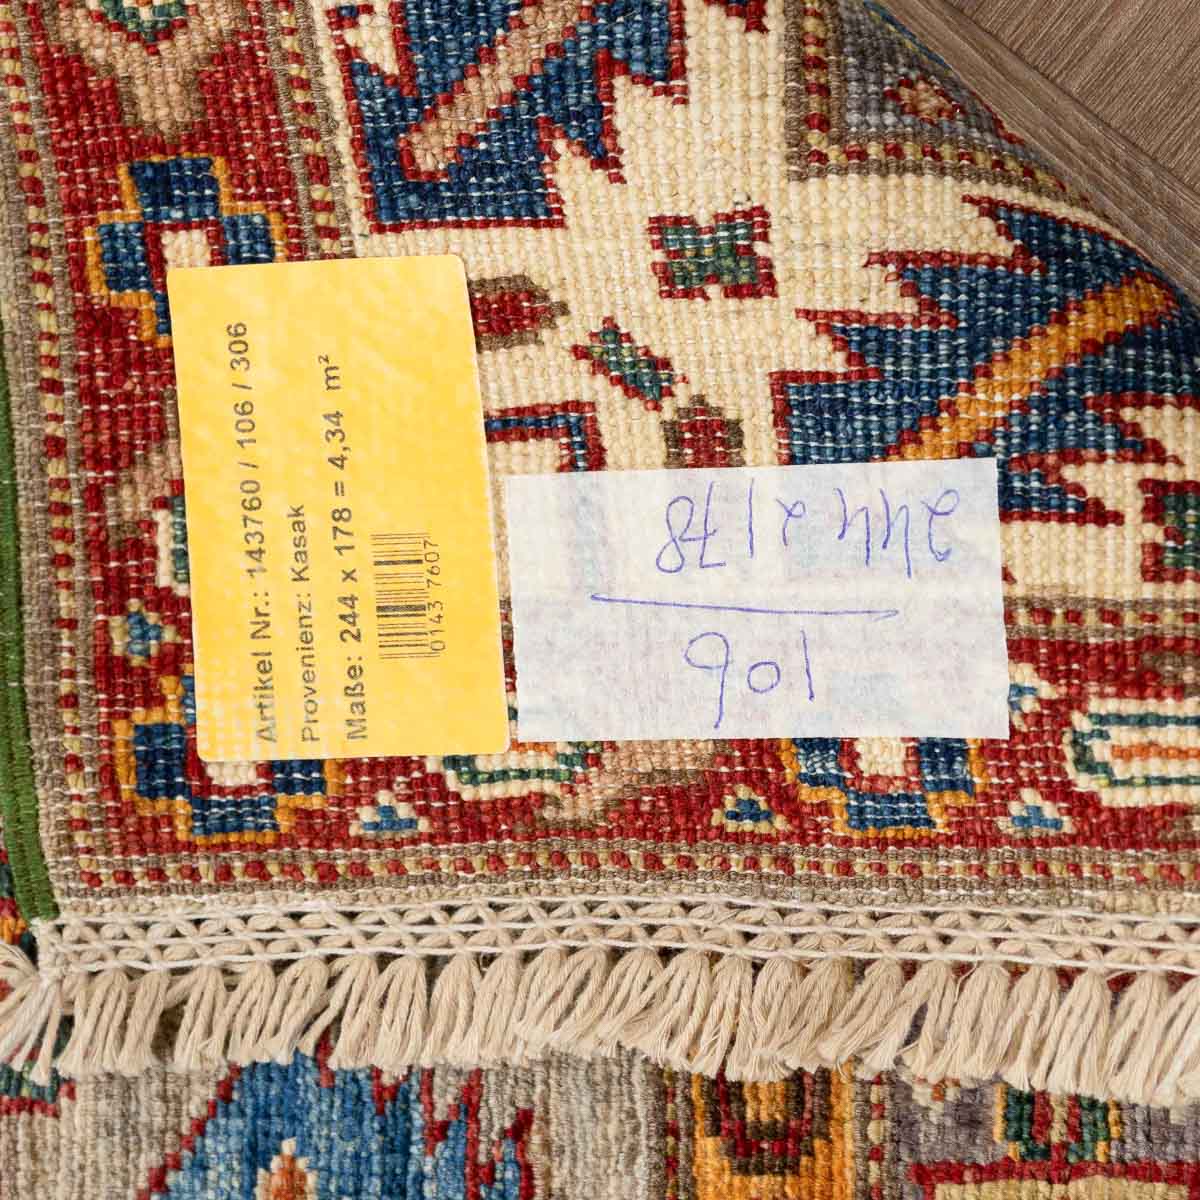 Artikel Nr.: 143760 / 106 / 306
Provenienz: Kasak
Maße: 244 x 178 = 4,34 m²
0143 7607
244 x 178
106